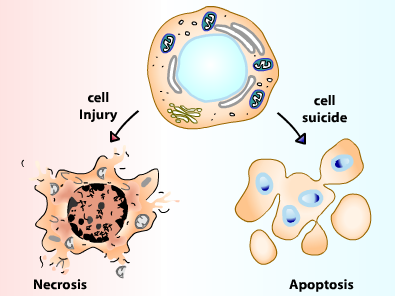 cell
Injury
cell
suicide
Necrosis
Apoptosis